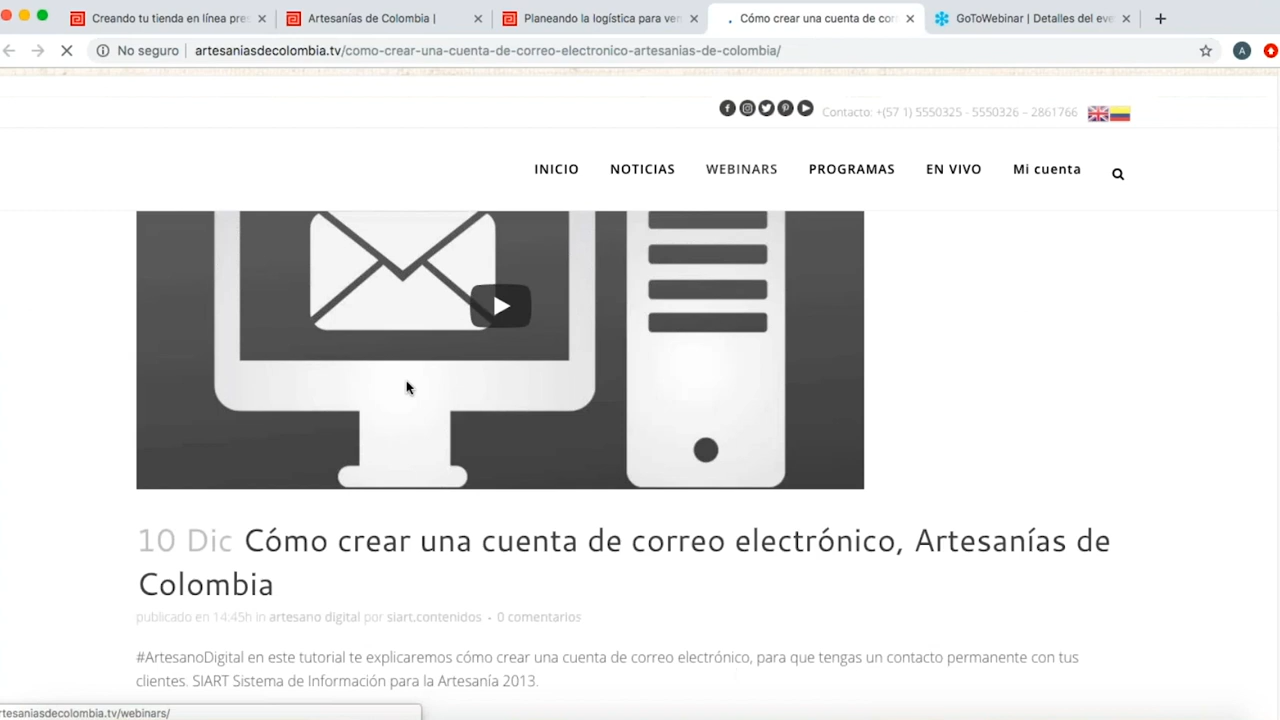 Creando tu tienda en línea pres
Artesanías de Colombia |
Planeando la logística para ven
Cómo crear una cuenta de cor
GoToWebinar | Detalles del eve
No seguro
artesaniasdecolombia.tv/como-crear-una-cuenta-de-correo-electronico-artesanias-de-colombia/
A
Contacto: +(57 1) 5550325 - 5550326 – 2861766
INICIO NOTICIAS WEBINARS PROGRAMAS EN VIVO Mi cuenta
10 Dic Cómo crear una cuenta de correo electrónico, Artesanías de
Colombia
publicado en 14:45h in artesano digital por siart.contenidos - 0 comentarios
#ArtesanoDigital en este tutorial te explicaremos cómo crear una cuenta de correo electrónico, para que tengas un contacto permanente con tus
clientes. SIART Sistema de Información para la Artesanía 2013.
rtesaniasdecolombia.tv/webinars/